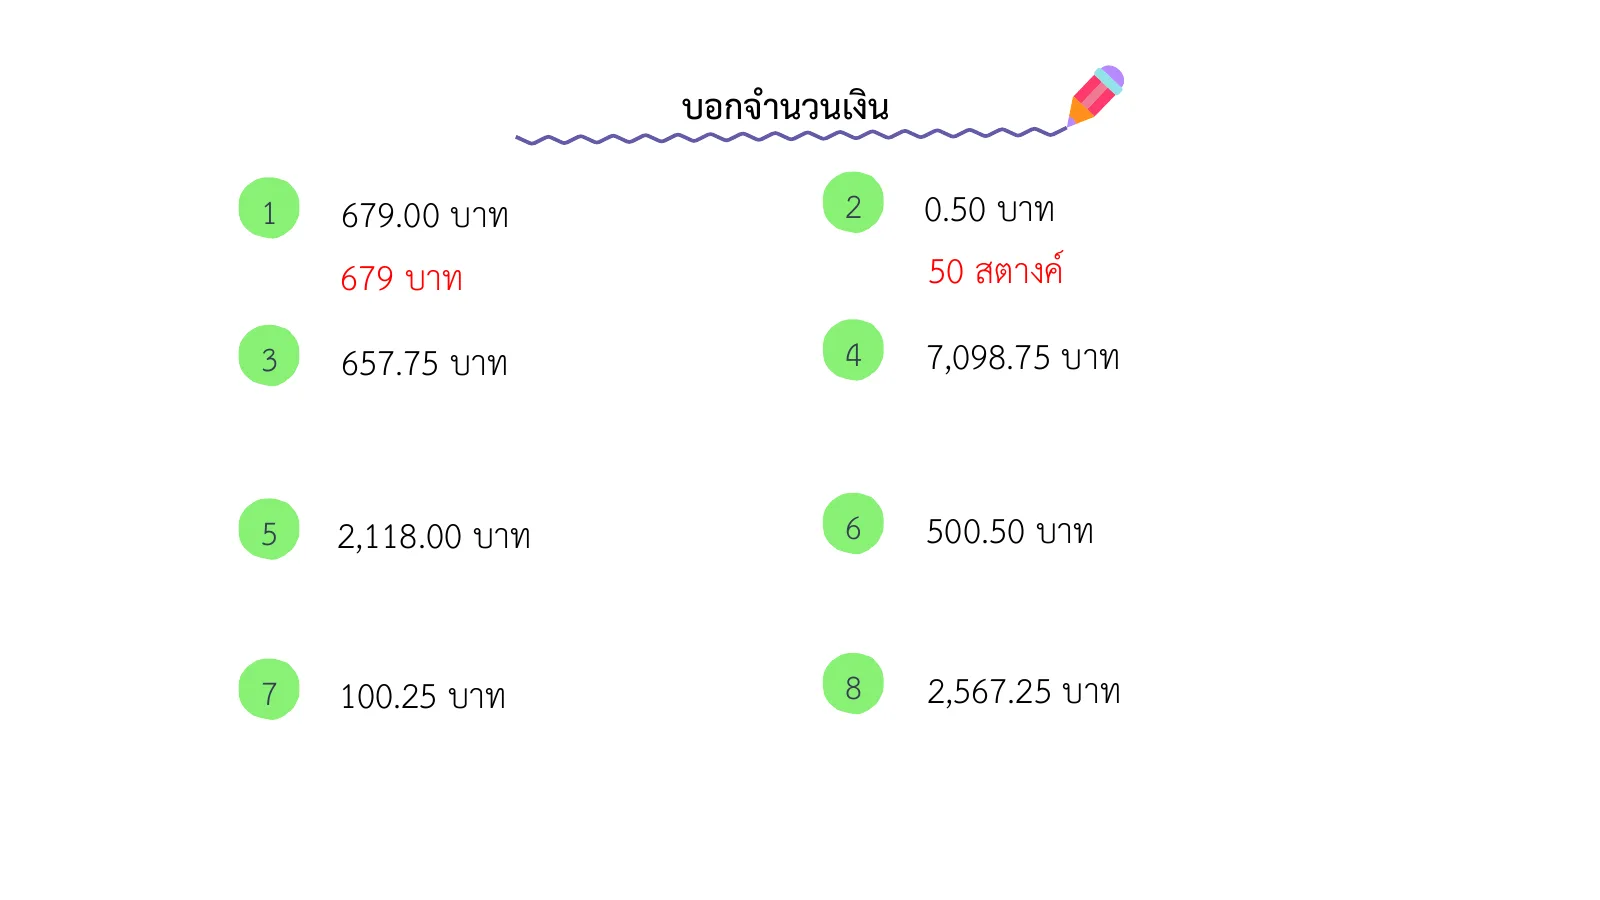 บอกจำนวนเงิน
1 679.00 บาท
679 บาท
2 0.50 บาท
50 สตางค์
3 657.75 บาท
4 7,098.75 บาท
5 2,118.00 บาท
6 500.50 บาท
7 100.25 บาท
8 2,567.25 บาท